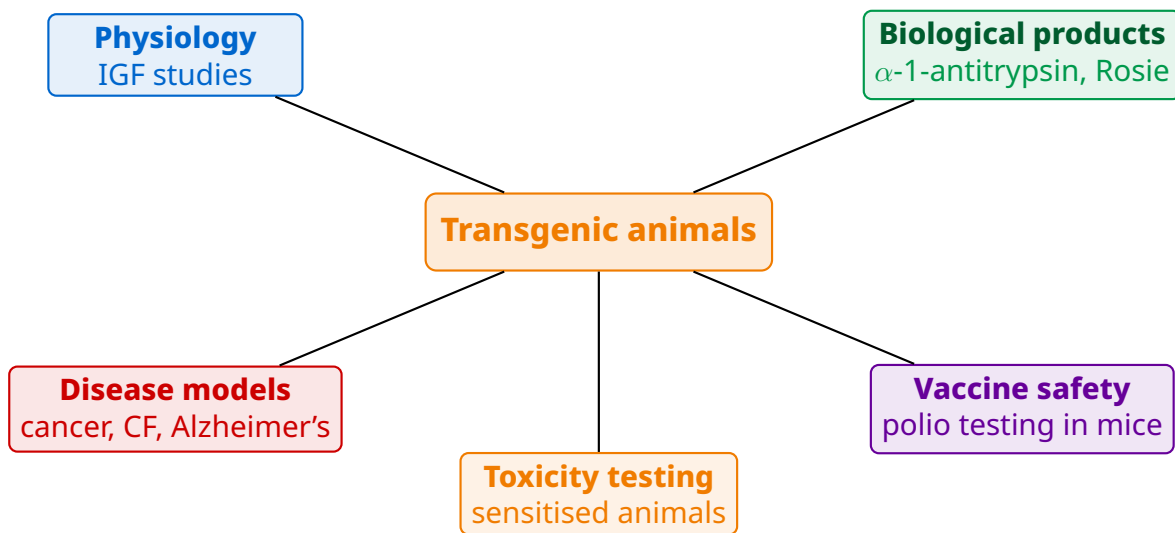 Physiology
IGF studies
Biological products
α-1-antitrypsin, Rosie
Transgenic animals
Disease models
cancer, CF, Alzheimer’s
Toxicity testing
sensitised animals
Vaccine safety
polio testing in mice